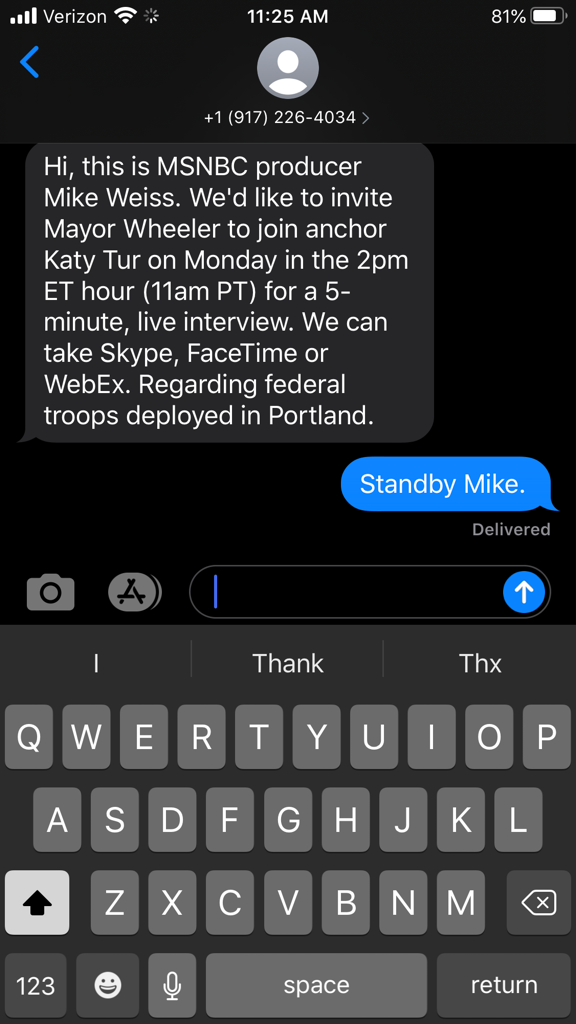 Verizon 11:25 AM 81%
+1 (917) 226-4034 >
Hi, this is MSNBC producer
Mike Weiss. We'd like to invite
Mayor Wheeler to join anchor
Katy Tur on Monday in the 2pm
ET hour (11am PT) for a 5-
minute, live interview. We can
take Skype, FaceTime or
WebEx. Regarding federal
troops deployed in Portland.
Standby Mike.
Delivered
I Thank Thx
Q W E R T Y U I O P
A S D F G H J K L
Z X C V B N M
123 space return